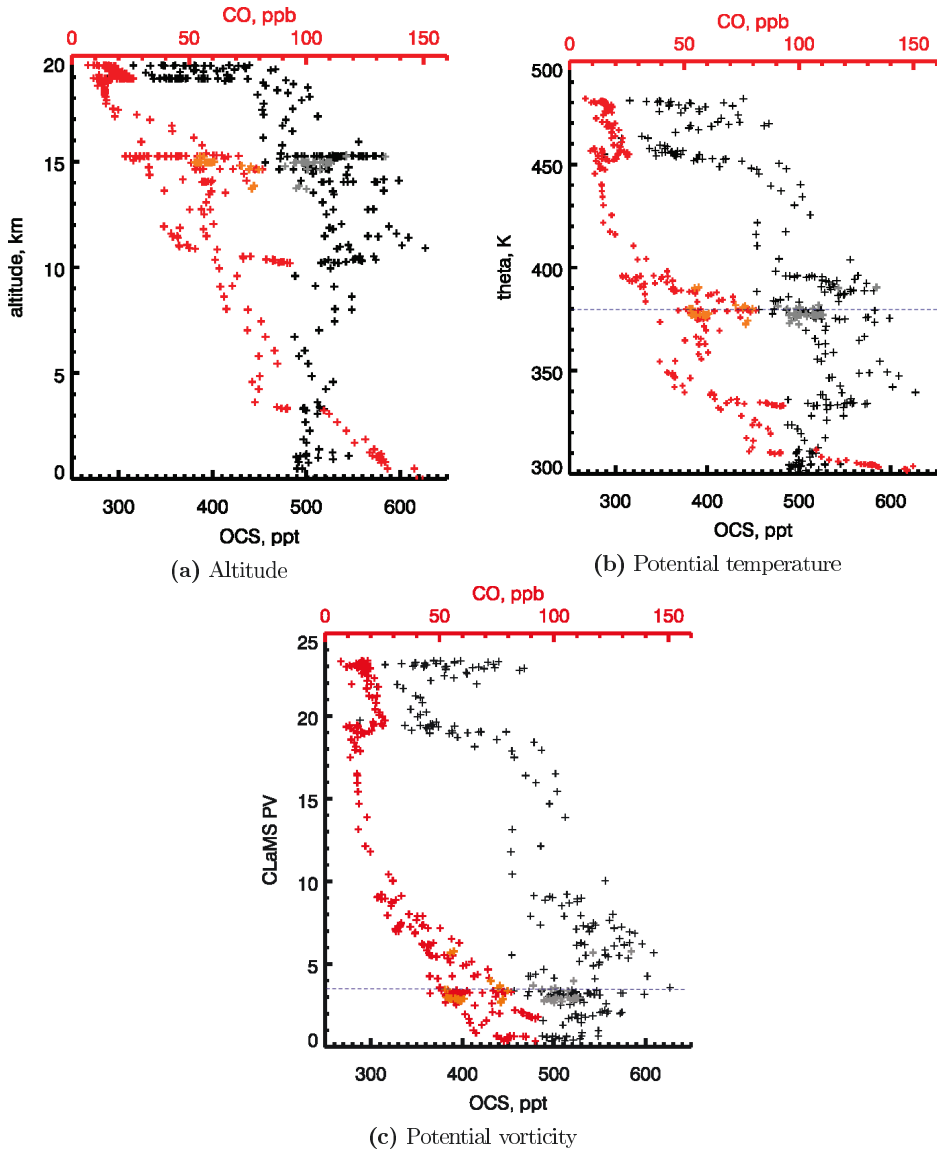 CO, ppb
0 50 100 150
20
15
10
5
0
altitude, km
300 400 500 600
OCS, ppt
(a) Altitude
CO, ppb
0 50 100 150
500
450
400
350
300
theta, K
300 400 500 600
OCS, ppt
(b) Potential temperature
CO, ppb
0 50 100 150
25
20
15
10
5
0
CLaMS PV
300 400 500 600
OCS, ppt
(c) Potential vorticity